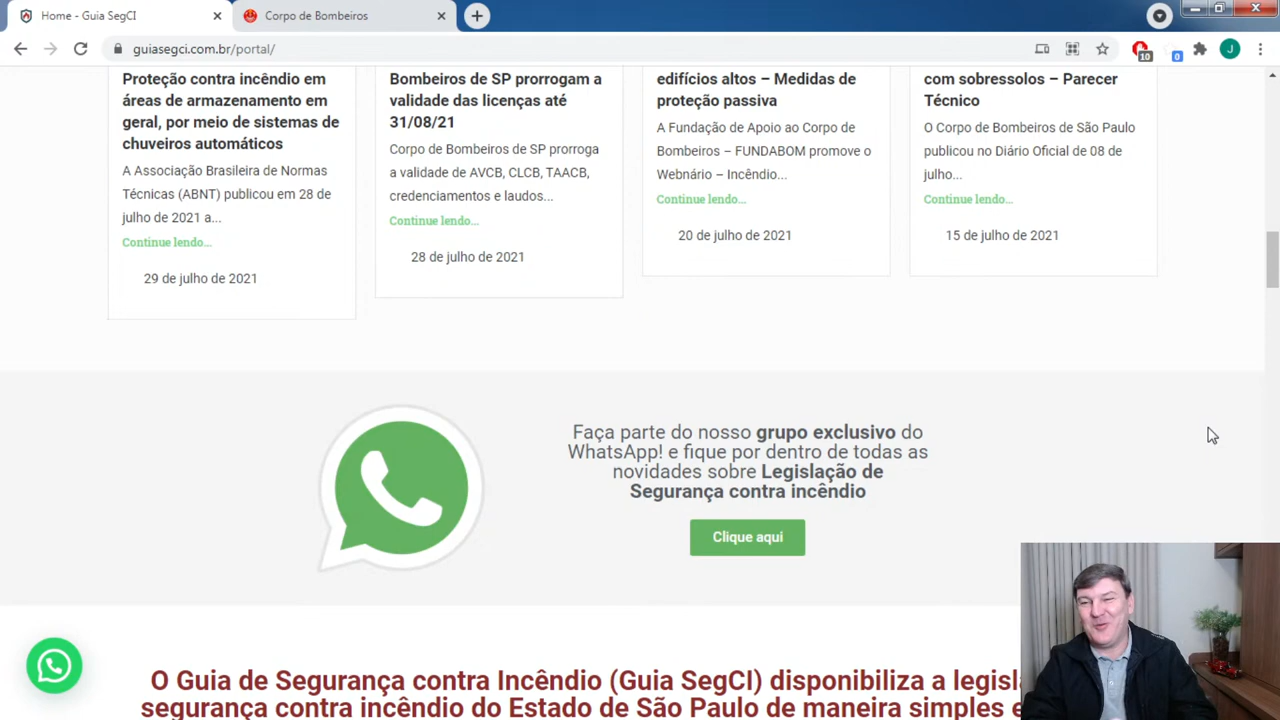 Home - Guia SegCI
Corpo de Bombeiros
guiasegci.com.br/portal/
10
0
J
Proteção contra incêndio em
áreas de armazenamento em
geral, por meio de sistemas de
chuveiros automáticos
A Associação Brasileira de Normas
Técnicas (ABNT) publicou em 28 de
julho de 2021 a...
Continue lendo...
29 de julho de 2021
Bombeiros de SP prorrogam a
validade das licenças até
31/08/21
Corpo de Bombeiros de SP prorroga
a validade de AVCB, CLCB, TAACB,
credenciamentos e laudos...
Continue lendo...
28 de julho de 2021
edifícios altos – Medidas de
proteção passiva
A Fundação de Apoio ao Corpo de
Bombeiros – FUNDABOM promove o
Webnário – Incêndio...
Continue lendo...
20 de julho de 2021
com sobressolos – Parecer
Técnico
O Corpo de Bombeiros de São Paulo
publicou no Diário Oficial de 08 de
julho...
Continue lendo...
15 de julho de 2021
Faça parte do nosso grupo exclusivo do
WhatsApp! e fique por dentro de todas as
novidades sobre Legislação de
Segurança contra incêndio
Clique aqui
O Guia de Segurança contra Incêndio (Guia SegCI) disponibiliza a legisl
segurança contra incêndio do Estado de São Paulo de maneira simples e